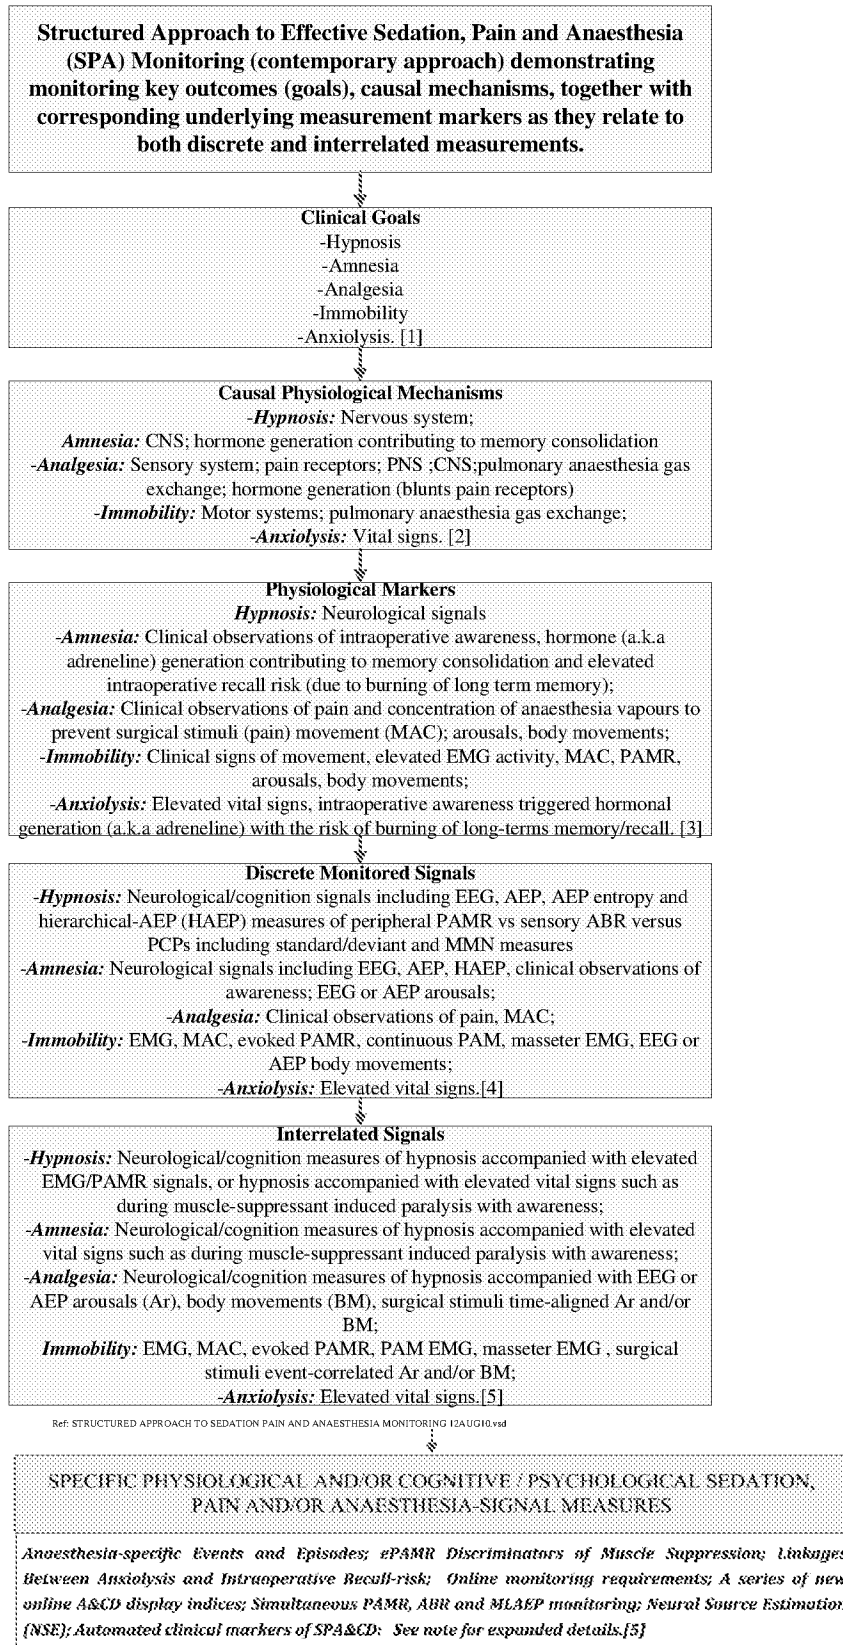 Structured Approach to Effective Sedation, Pain and Anaesthesia
(SPA) Monitoring (contemporary approach) demonstrating
monitoring key outcomes (goals), causal mechanisms, together with
corresponding underlying measurement markers as they relate to
both discrete and interrelated measurements.
Clinical Goals
-Hypnosis
-Amnesia
-Analgesia
-Immobility
-Anxiolysis. [1]
Causal Physiological Mechanisms
-Hypnosis: Nervous system;
Amnesia: CNS; hormone generation contributing to memory consolidation
-Analgesia: Sensory system; pain receptors; PNS ;CNS;pulmonary anaesthesia gas
exchange; hormone generation (blunts pain receptors)
-Immobility: Motor systems; pulmonary anaesthesia gas exchange;
-Anxiolysis: Vital signs. [2]
Physiological Markers
Hypnosis: Neurological signals
-Amnesia: Clinical observations of intraoperative awareness, hormone (a.k.a
adreneline) generation contributing to memory consolidation and elevated
intraoperative recall risk (due to burning of long term memory);
-Analgesia: Clinical observations of pain and concentration of anaesthesia vapours to
prevent surgical stimuli (pain) movement (MAC); arousals, body movements;
-Immobility: Clinical signs of movement, elevated EMG activity, MAC, PAMR,
arousals, body movements;
-Anxiolysis: Elevated vital signs, intraoperative awareness triggered hormonal
generation (a.k.a adreneline) with the risk of burning of long-terms memory/recall. [3]
Discrete Monitored Signals
-Hypnosis: Neurological/cognition signals including EEG, AEP, AEP entropy and
hierarchical-AEP (HAEP) measures of peripheral PAMR vs sensory ABR versus
PCPs including standard/deviant and MMN measures
-Amnesia: Neurological signals including EEG, AEP, HAEP, clinical observations of
awareness; EEG or AEP arousals;
-Analgesia: Clinical observations of pain, MAC;
-Immobility: EMG, MAC, evoked PAMR, continuous PAM, masseter EMG, EEG or
AEP body movements;
-Anxiolysis: Elevated vital signs.[4]
Interrelated Signals
-Hypnosis: Neurological/cognition measures of hypnosis accompanied with elevated
EMG/PAMR signals, or hypnosis accompanied with elevated vital signs such as
during muscle-suppressant induced paralysis with awareness;
-Amnesia: Neurological/cognition measures of hypnosis accompanied with elevated
vital signs such as during muscle-suppressant induced paralysis with awareness;
-Analgesia: Neurological/cognition measures of hypnosis accompanied with EEG or
AEP arousals (Ar), body movements (BM), surgical stimuli time-aligned Ar and/or
BM;
Immobility: EMG, MAC, evoked PAMR, PAM EMG, masseter EMG , surgical
stimuli event-correlated Ar and/or BM;
-Anxiolysis: Elevated vital signs.[5]
Ref: STRUCTURED APPROACH TO SEDATION PAIN AND ANAESTHESIA MONITORING 12AUG10.vsd
SPECIFIC PHYSIOLOGICAL AND/OR COGNITIVE / PSYCHOLOGICAL SEDATION,
PAIN AND/OR ANAESTHESIA-SIGNAL MEASURES
Anaesthesia-specific Events and Episodes; ePAMR Discriminators of Muscle Suppression; Linkages
Between Anxiolysis and Intraoperative Recall-risk; Online monitoring requirements; A series of new
online A&CD display indices; Simultaneous PAMR, ABR and MLAEP monitoring; Neural Source Estimation
(NSE); Automated clinical markers of SPA&CD: See note for expanded details.[5]